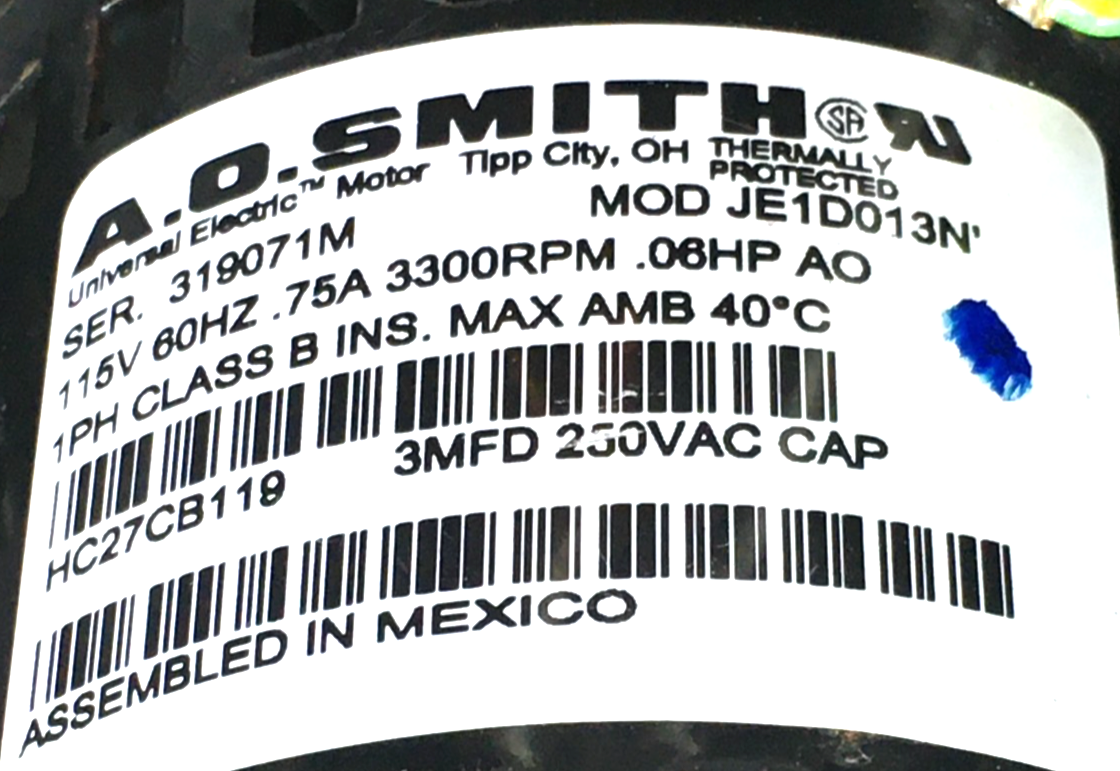 A.O.SMITH SA
Universal Electric™ Motor Tipp City, OH THERMALLY PROTECTED
SER. 319071M MOD JE1D013N'
115V 60HZ .75A 3300RPM .06HP AO
1PH CLASS B INS. MAX AMB 40°C
HC27CB119 3MFD 250VAC CAP
ASSEMBLED IN MEXICO